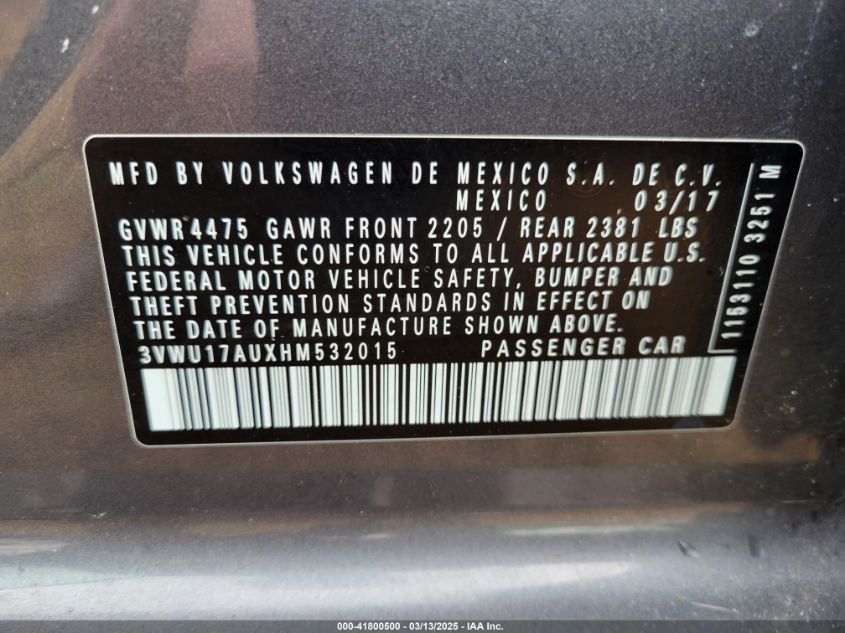 MFD BY VOLKSWAGEN DE MEXICO S.A. DE C.V.
MEXICO 03/17
GVWR 4475 GAWR FRONT 2205 / REAR 2381 LBS
THIS VEHICLE CONFORMS TO ALL APPLICABLE U.S.
FEDERAL MOTOR VEHICLE SAFETY, BUMPER AND
THEFT PREVENTION STANDARDS IN EFFECT ON
THE DATE OF MANUFACTURE SHOWN ABOVE.
3VWU17AUXHM532015 PASSENGER CAR
1163110 3251 M
000-41800500 - 03/13/2025 - IAA Inc.